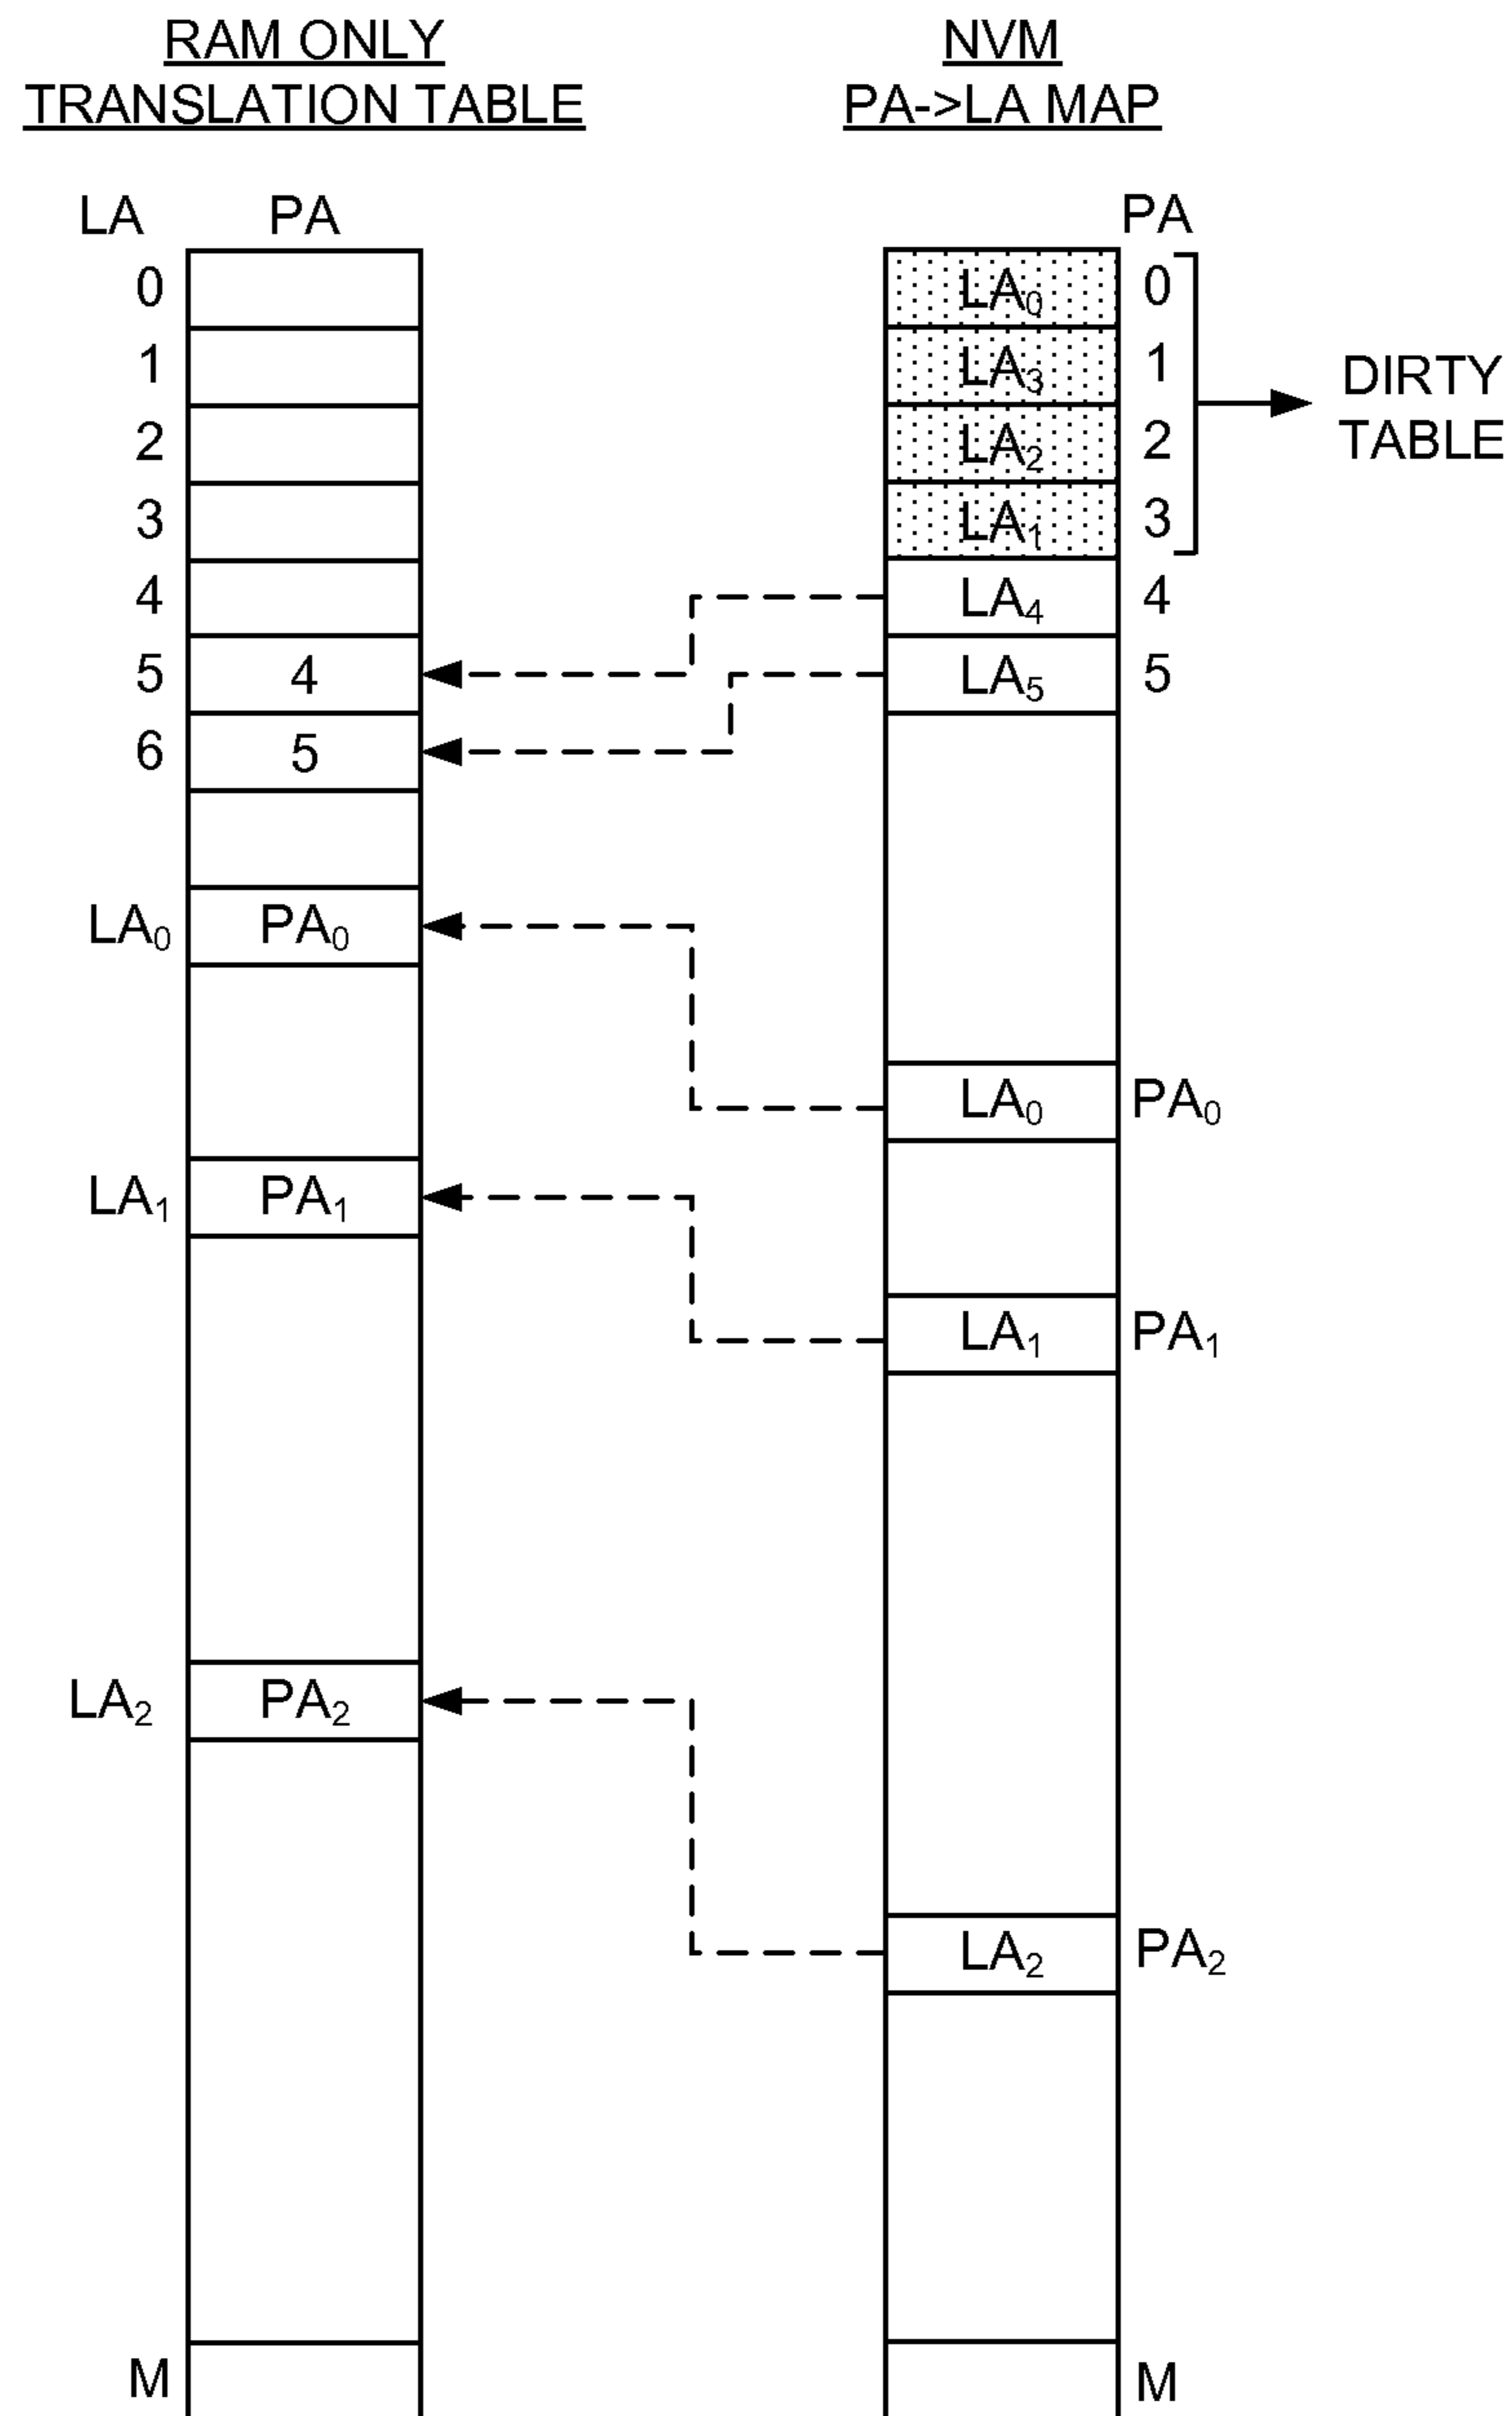 RAM ONLY
TRANSLATION TABLE
NVM
PA->LA MAP
LA PA
PA
0
1
2
3
4
5 4
6 5
LA₀ PA₀
LA₁ PA₁
LA₂ PA₂
M
LA₀ 0
LA₃ 1
LA₂ 2
LA₁ 3
LA₄ 4
LA₅ 5
LA₀ PA₀
LA₁ PA₁
LA₂ PA₂
M
DIRTY
TABLE